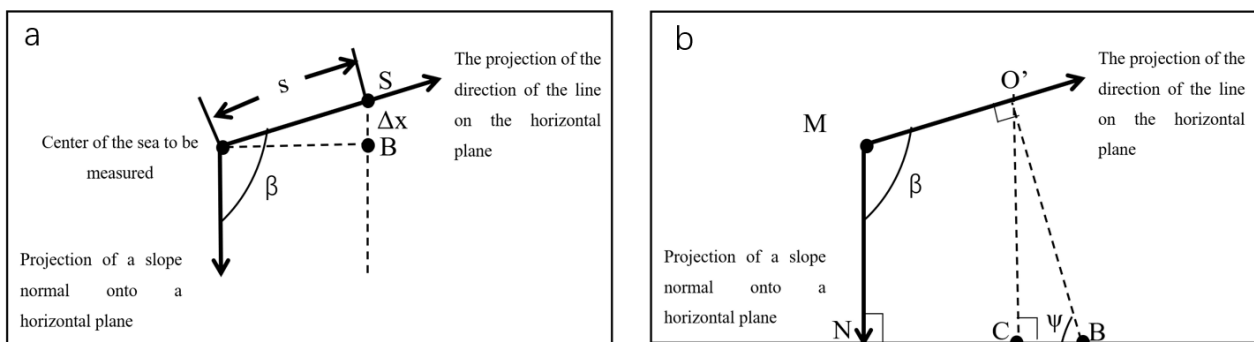 a
s
S
Δx
B
Center of the sea to be
measured
β
The projection of the
direction of the line
on the horizontal
plane
Projection of a slope
normal onto a
horizontal plane
b
O’
M
β
The projection of the
direction of the line
on the horizontal
plane
Projection of a slope
normal onto a
horizontal plane
N
C
ψ
B